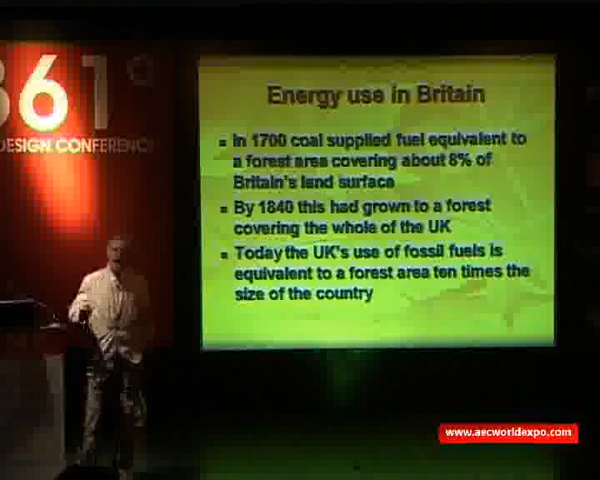 361°
DESIGN CONFERENCE
Energy use in Britain
In 1700 coal supplied fuel equivalent to
a forest area covering about 8% of
Britain's land surface
By 1840 this had grown to a forest
covering the whole of the UK
Today the UK's use of fossil fuels is
equivalent to a forest area ten times the
size of the country
www.aecworldexpo.com